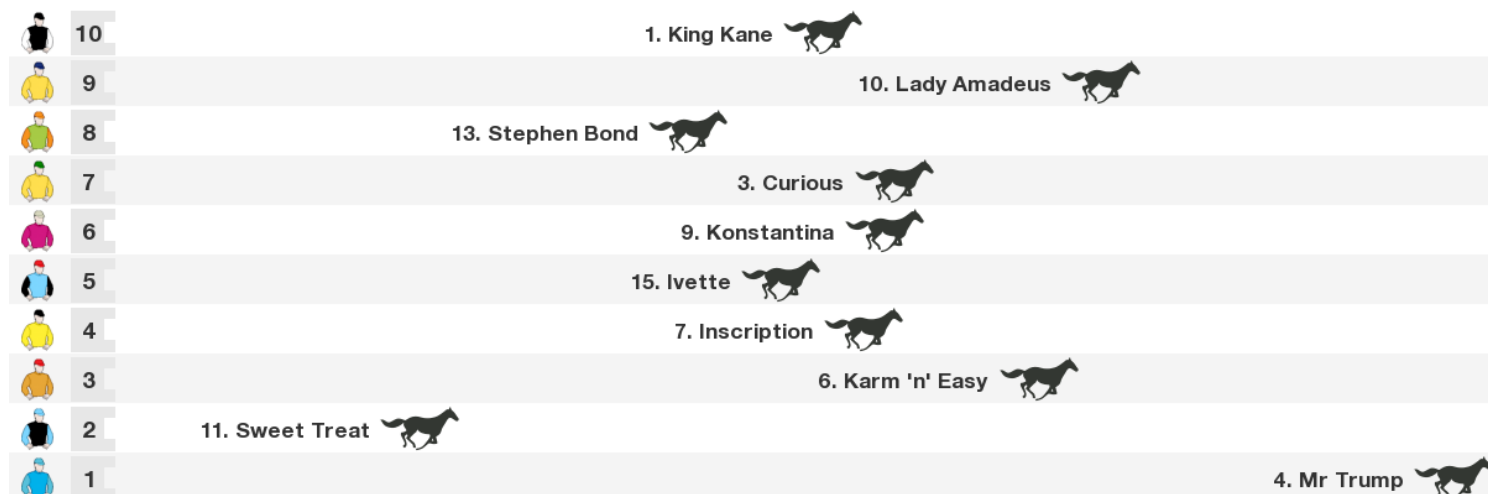 10 1. King Kane
9 10. Lady Amadeus
8 13. Stephen Bond
7 3. Curious
6 9. Konstantina
5 15. Ivette
4 7. Inscription
3 6. Karm 'n' Easy
2 11. Sweet Treat
1 4. Mr Trump